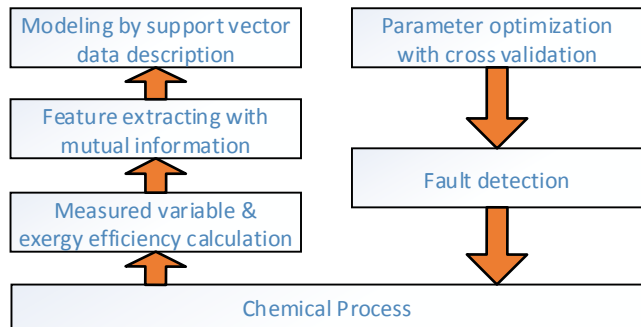 Modeling by support vector
data description
Parameter optimization
with cross validation
Feature extracting with
mutual information
Fault detection
Measured variable &
exergy efficiency calculation
Chemical Process